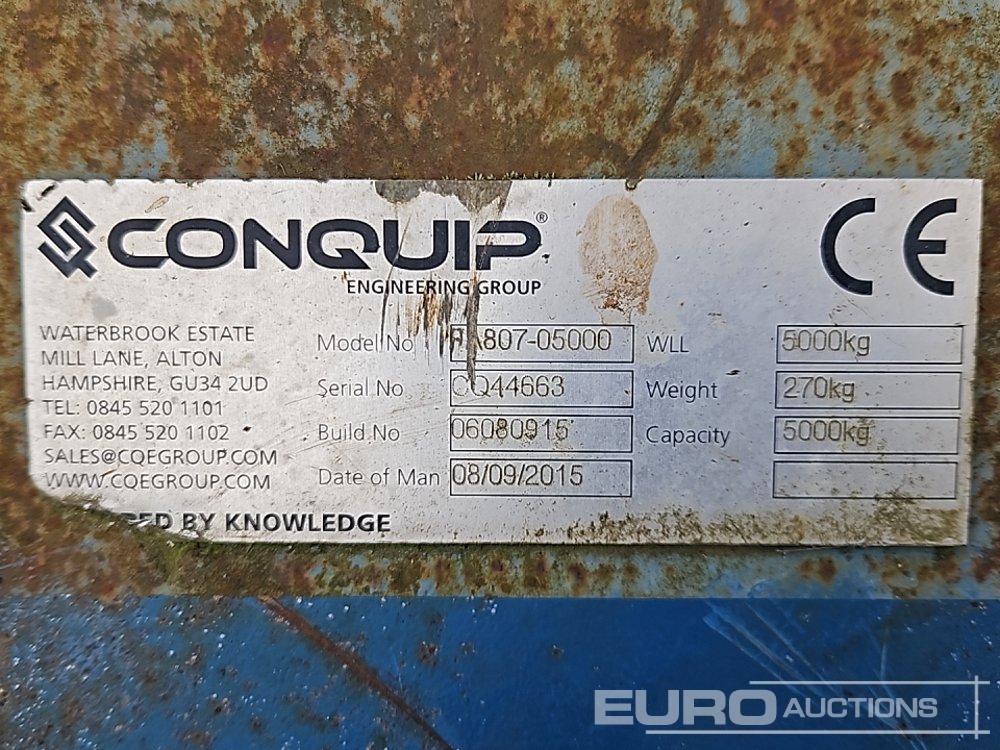 CONQUIP®
ENGINEERING GROUP
CE
WATERBROOK ESTATE
MILL LANE, ALTON
HAMPSHIRE, GU34 2UD
TEL: 0845 520 1101
FAX: 0845 520 1102
SALES@CQEGROUP.COM
WWW.CQEGROUP.COM
BY KNOWLEDGE
Model No A807-05000 WLL 5000kg
Serial No CQ44663 Weight 270kg
Build No 06080915 Capacity 5000kg
Date of Man 08/09/2015
EURO AUCTIONS